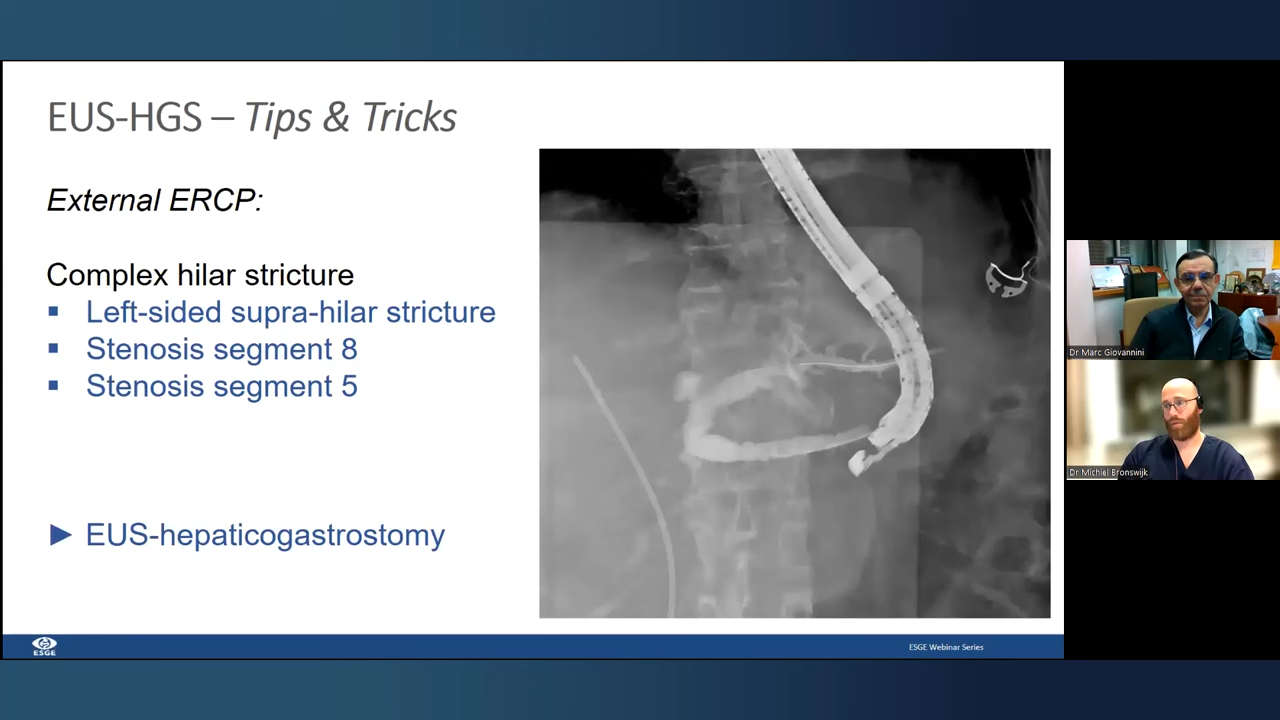 EUS-HGS – Tips & Tricks
External ERCP:
Complex hilar stricture
▪ Left-sided supra-hilar stricture
▪ Stenosis segment 8
▪ Stenosis segment 5
► EUS-hepaticogastrostomy
ESGE
ESGE Webinar Series
Dr Marc Giovannini
Dr Michiel Bronswijk